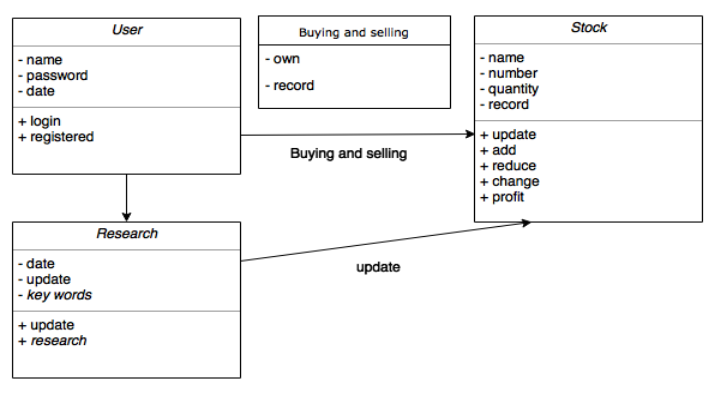 User
- name
- password
- date
+ login
+ registered
Buying and selling
- own
- record
Stock
- name
- number
- quantity
- record
+ update
+ add
+ reduce
+ change
+ profit
Buying and selling
Research
- date
- update
- key words
+ update
+ research
update